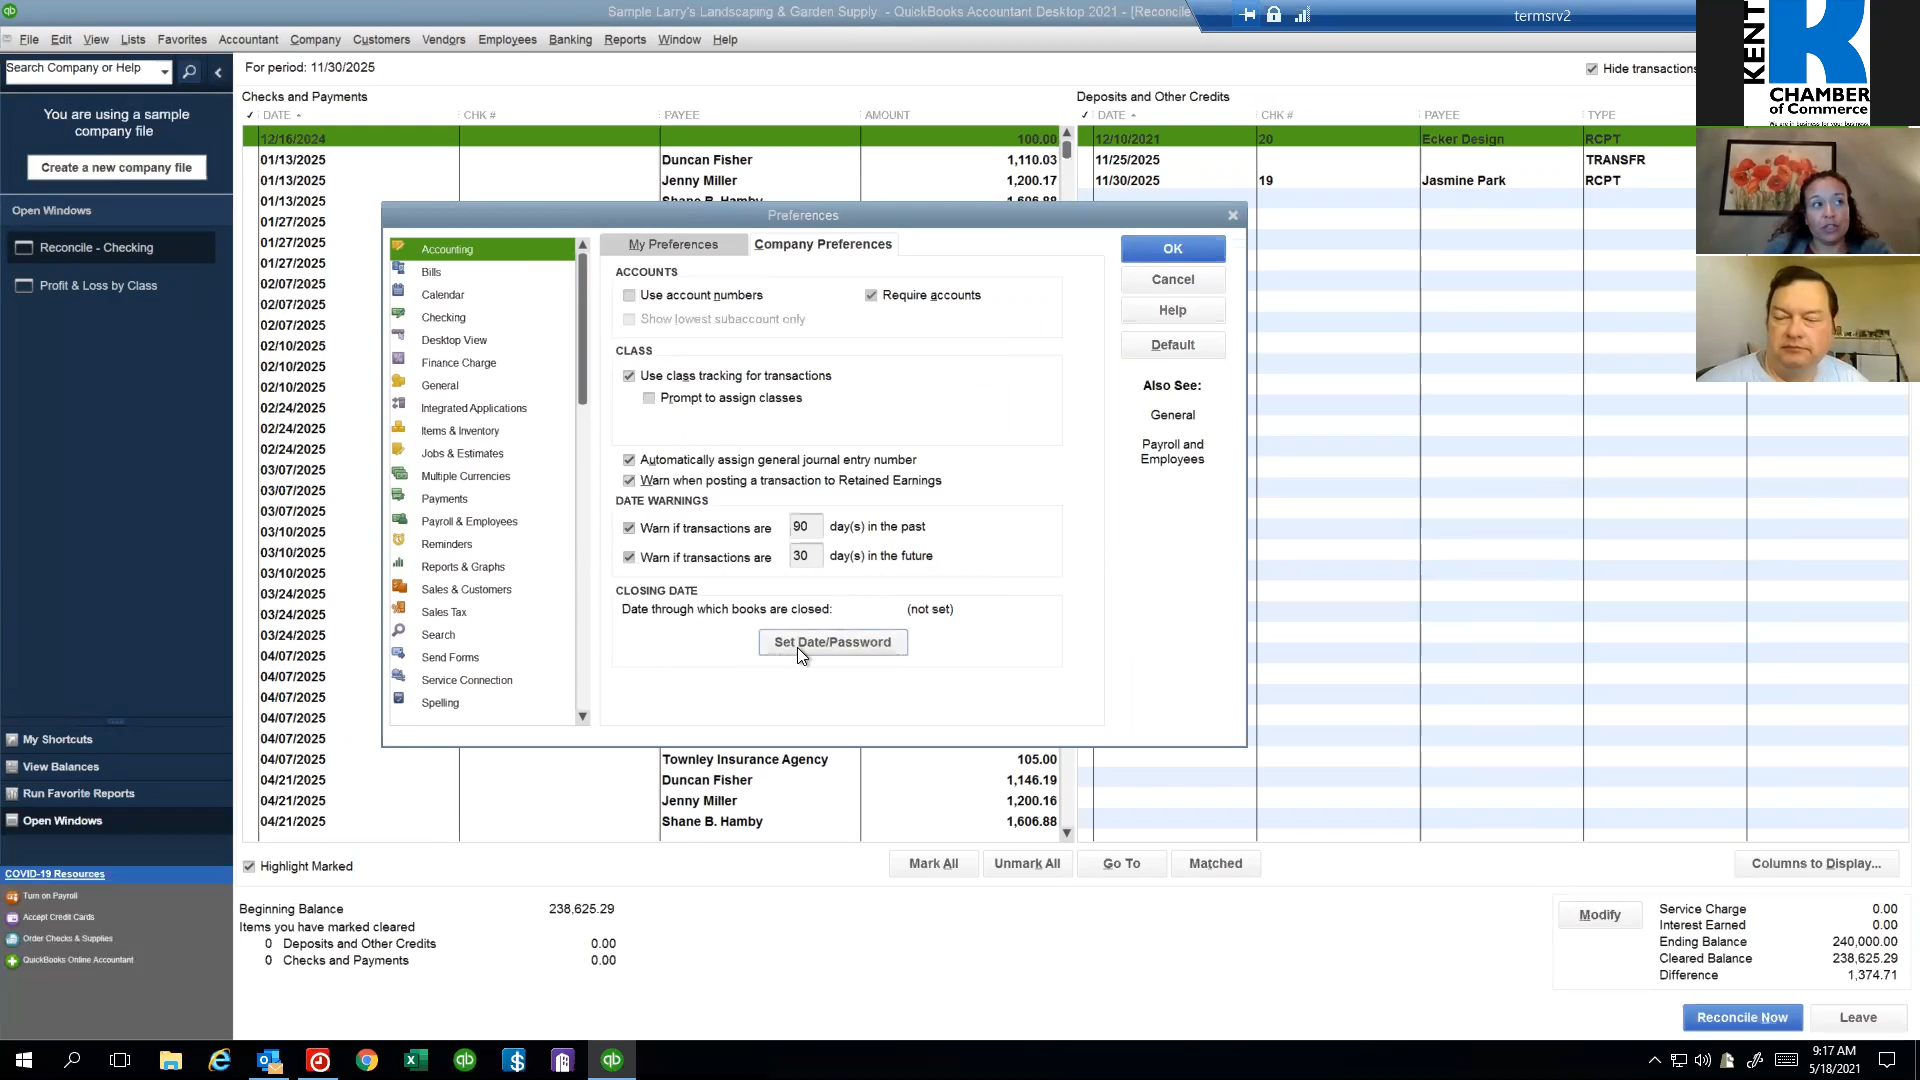 Sample Larry's Landscaping & Garden Supply - QuickBooks Accountant Desktop 2021 - [Reconcile
termsrv2
KENT
CHAMBER
of Commerce
We are in business for your business.
File Edit View Lists Favorites Accountant Company Customers Vendors Employees Banking Reports Window Help
Search Company or Help
You are using a sample
company file
Create a new company file
Open Windows
Reconcile - Checking
Profit & Loss by Class
My Shortcuts
View Balances
Run Favorite Reports
Open Windows
COVID-19 Resources
Turn on Payroll
Accept Credit Cards
Order Checks & Supplies
QuickBooks Online Accountant
For period: 11/30/2025
Hide transactions
Checks and Payments
DATE CHK # PAYEE AMOUNT
12/16/2024 100.00
01/13/2025 Duncan Fisher 1,110.03
01/13/2025 Jenny Miller 1,200.17
01/13/2025 Shane B. Hamby 1,606.88
01/27/2025
01/27/2025
01/27/2025
02/07/2025
02/07/2025
02/07/2025
02/10/2025
02/10/2025
02/10/2025
02/24/2025
02/24/2025
02/24/2025
03/07/2025
03/07/2025
03/07/2025
03/10/2025
03/10/2025
03/10/2025
03/24/2025
03/24/2025
03/24/2025
04/07/2025
04/07/2025
04/07/2025
04/07/2025
04/07/2025
04/07/2025 Townley Insurance Agency 105.00
04/21/2025 Duncan Fisher 1,146.19
04/21/2025 Jenny Miller 1,200.16
04/21/2025 Shane B. Hamby 1,606.88
Deposits and Other Credits
DATE CHK # PAYEE TYPE
12/10/2021 20 Ecker Design RCPT
11/25/2025 TRANSFR
11/30/2025 19 Jasmine Park RCPT
Preferences
Accounting
Bills
Calendar
Checking
Desktop View
Finance Charge
General
Integrated Applications
Items & Inventory
Jobs & Estimates
Multiple Currencies
Payments
Payroll & Employees
Reminders
Reports & Graphs
Sales & Customers
Sales Tax
Search
Send Forms
Service Connection
Spelling
My Preferences Company Preferences
ACCOUNTS
Use account numbers Require accounts
Show lowest subaccount only
CLASS
Use class tracking for transactions
Prompt to assign classes
Automatically assign general journal entry number
Warn when posting a transaction to Retained Earnings
DATE WARNINGS
Warn if transactions are 90 day(s) in the past
Warn if transactions are 30 day(s) in the future
CLOSING DATE
Date through which books are closed: (not set)
Set Date/Password
OK
Cancel
Help
Default
Also See:
General
Payroll and
Employees
Highlight Marked
Mark All Unmark All Go To Matched Columns to Display...
Beginning Balance 238,625.29
Items you have marked cleared
0 Deposits and Other Credits 0.00
0 Checks and Payments 0.00
Modify
Service Charge 0.00
Interest Earned 0.00
Ending Balance 240,000.00
Cleared Balance 238,625.29
Difference 1,374.71
Reconcile Now Leave
9:17 AM
5/18/2021